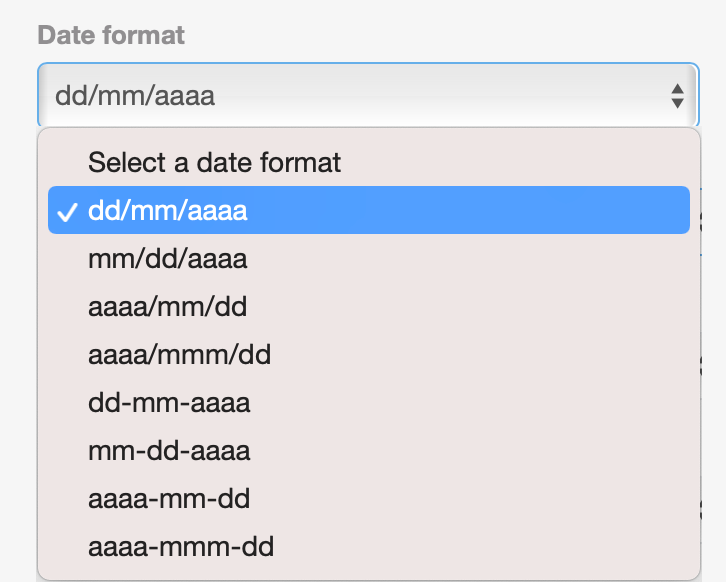 Date format
dd/mm/aaaa
Select a date format
✓ dd/mm/aaaa
mm/dd/aaaa
aaaa/mm/dd
aaaa/mmm/dd
dd-mm-aaaa
mm-dd-aaaa
aaaa-mm-dd
aaaa-mmm-dd